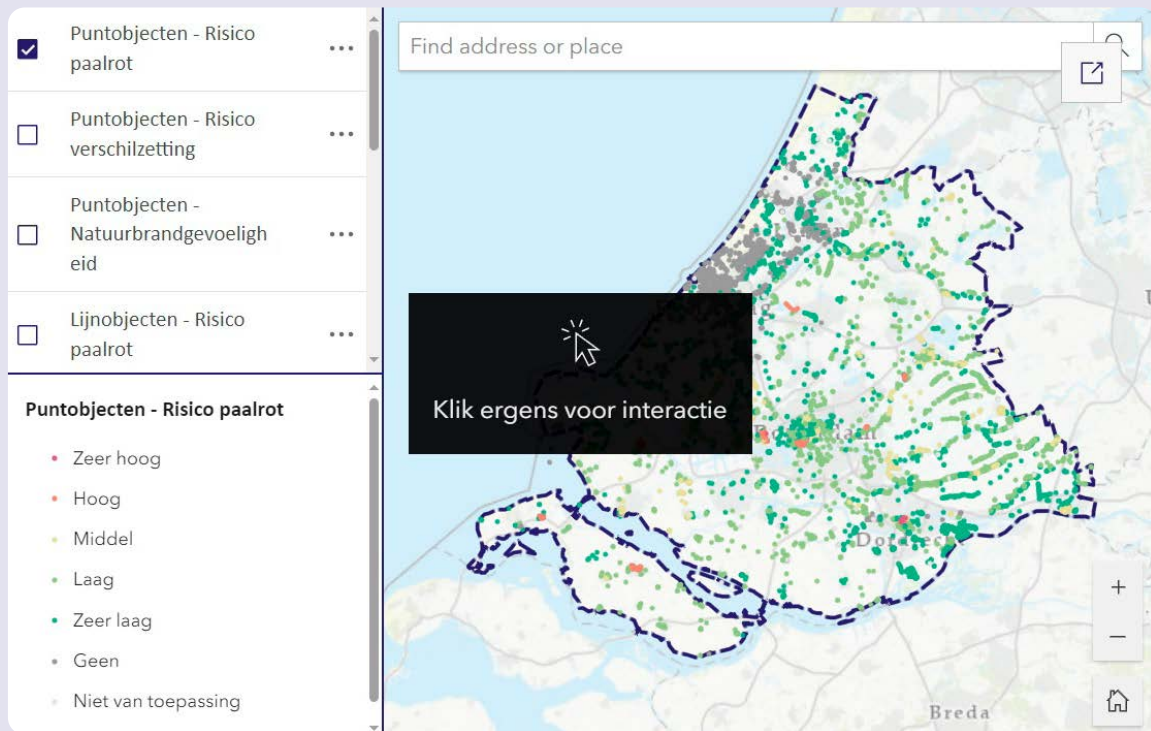 Puntobjecten - Risico
paalrot
Puntobjecten - Risico
verschilzetting
Puntobjecten -
Natuurbrandgevoeligh
eid
Lijnobjecten - Risico
paalrot
Puntobjecten - Risico paalrot
Zeer hoog
Hoog
Middel
Laag
Zeer laag
Geen
Niet van toepassing
Find address or place
Klik ergens voor interactie
Breda
+
−